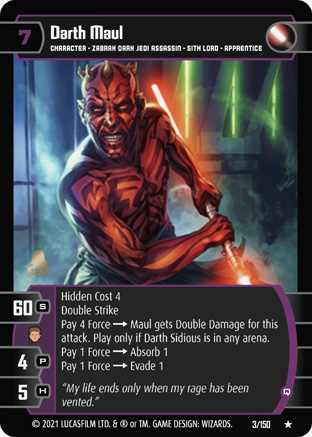 7
Darth Maul
CHARACTER - ZABRAK DARK JEDI ASSASSIN - SITH LORD - APPRENTICE
60 S
4 P
5 H
Hidden Cost 4
Double Strike
Pay 4 Force → Maul gets Double Damage for this
attack. Play only if Darth Sidious is in any arena.
Pay 1 Force → Absorb 1
Pay 1 Force → Evade 1
“My life ends only when my rage has been
vented.”
Q
© 2021 LUCASFILM LTD. & ® or TM. GAME DESIGN: WIZARDS. 3/150 ★